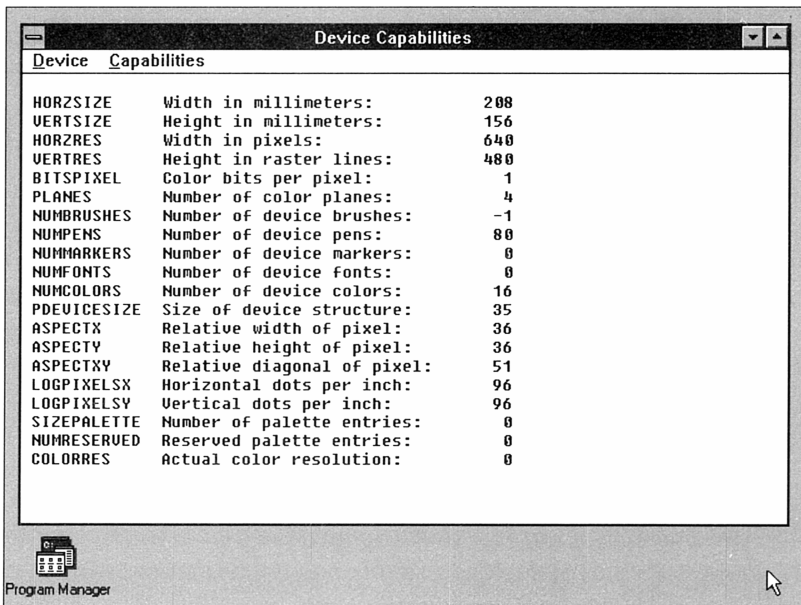 Device Capabilities
Device Capabilities
HORZSIZE Width in millimeters: 208
VERTSIZE Height in millimeters: 156
HORZRES Width in pixels: 640
VERTRES Height in raster lines: 480
BITSPIXEL Color bits per pixel: 1
PLANES Number of color planes: 4
NUMBRUSHES Number of device brushes: -1
NUMPENS Number of device pens: 80
NUMMARKERS Number of device markers: 0
NUMFONTS Number of device fonts: 0
NUMCOLORS Number of device colors: 16
PDEVICESIZE Size of device structure: 35
ASPECTX Relative width of pixel: 36
ASPECTY Relative height of pixel: 36
ASPECTXY Relative diagonal of pixel: 51
LOGPIXELSX Horizontal dots per inch: 96
LOGPIXELSY Vertical dots per inch: 96
SIZEPALETTE Number of palette entries: 0
NUMRESERVED Reserved palette entries: 0
COLORRES Actual color resolution: 0
Program Manager